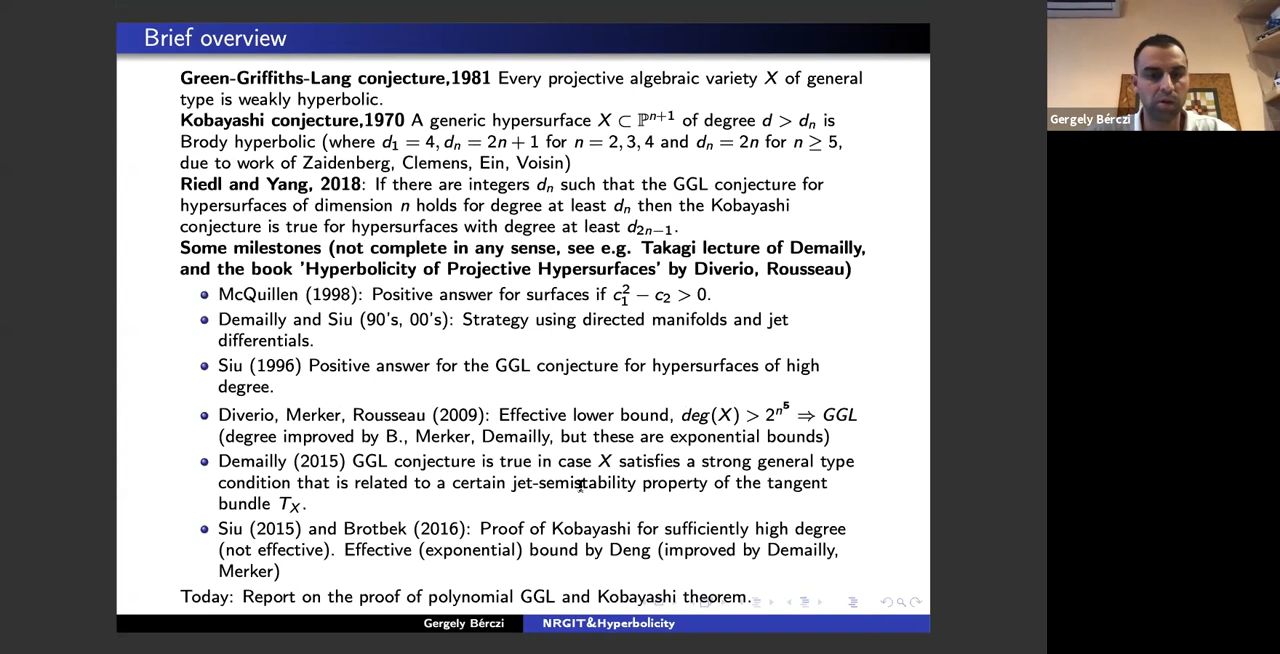 Brief overview
Green-Griffiths-Lang conjecture,1981 Every projective algebraic variety X of general
type is weakly hyperbolic.
Kobayashi conjecture,1970 A generic hypersurface X ⊂ ℙⁿ⁺¹ of degree d > dₙ is
Brody hyperbolic (where d₁ = 4, dₙ = 2n + 1 for n = 2, 3, 4 and dₙ = 2n for n ≥ 5,
due to work of Zaidenberg, Clemens, Ein, Voisin)
Riedl and Yang, 2018: If there are integers dₙ such that the GGL conjecture for
hypersurfaces of dimension n holds for degree at least dₙ then the Kobayashi
conjecture is true for hypersurfaces with degree at least d₂ₙ₋₁.
Some milestones (not complete in any sense, see e.g. Takagi lecture of Demailly,
and the book 'Hyperbolicity of Projective Hypersurfaces' by Diverio, Rousseau)
McQuillen (1998): Positive answer for surfaces if c₁² − c₂ > 0.
Demailly and Siu (90's, 00's): Strategy using directed manifolds and jet
differentials.
Siu (1996) Positive answer for the GGL conjecture for hypersurfaces of high
degree.
Diverio, Merker, Rousseau (2009): Effective lower bound, deg(X) > 2^{n^5} ⇒ GGL
(degree improved by B., Merker, Demailly, but these are exponential bounds)
Demailly (2015) GGL conjecture is true in case X satisfies a strong general type
condition that is related to a certain jet-semistability property of the tangent
bundle T_X.
Siu (2015) and Brotbek (2016): Proof of Kobayashi for sufficiently high degree
(not effective). Effective (exponential) bound by Deng (improved by Demailly,
Merker)
Today: Report on the proof of polynomial GGL and Kobayashi theorem.
Gergely Bérczi NRGIT&Hyperbolicity
Gergely Bérczi